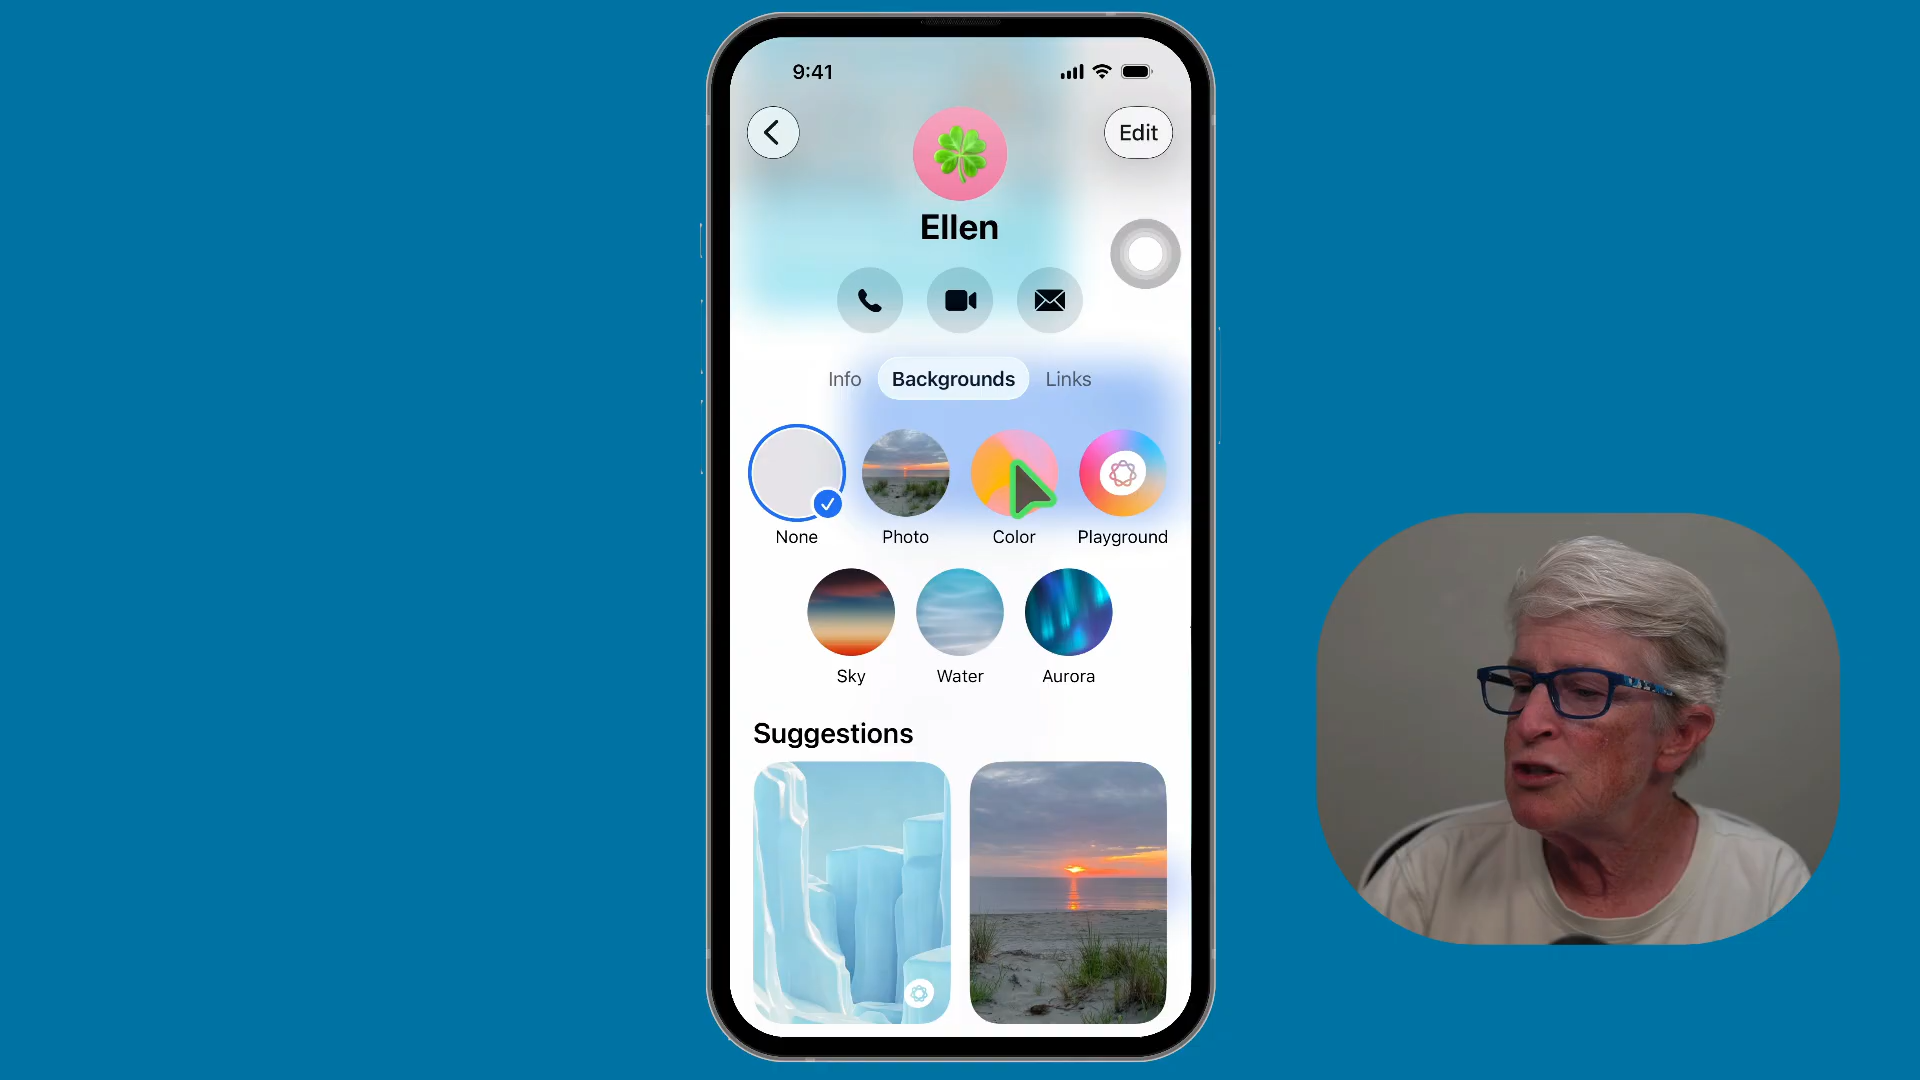 9:41
Edit
Ellen
Info Backgrounds Links
None Photo Color Playground
Sky Water Aurora
Suggestions